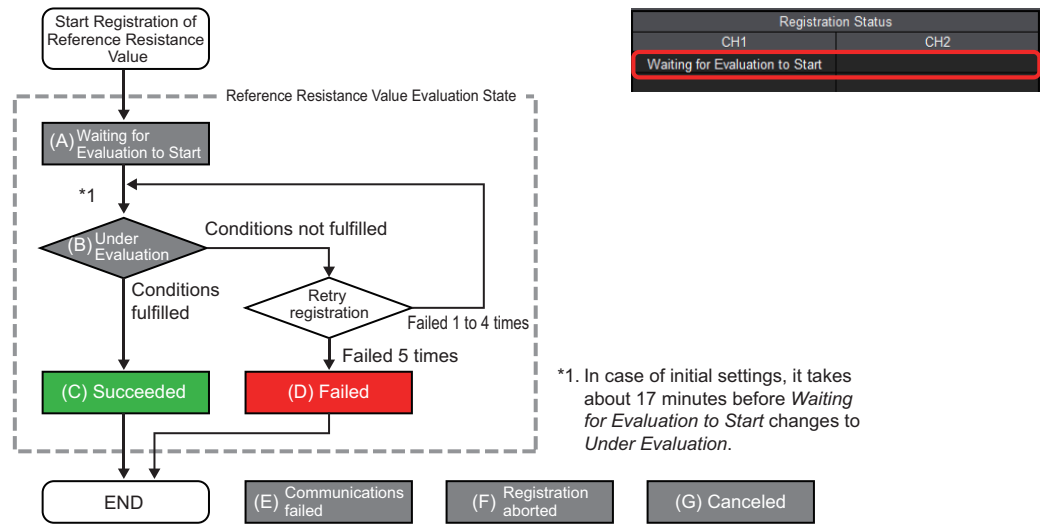 Start Registration of
Reference Resistance
Value
Registration Status
CH1 CH2
Waiting for Evaluation to Start
Reference Resistance Value Evaluation State
(A) Waiting for
Evaluation to Start
*1
(B) Under
Evaluation
Conditions not fulfilled
Conditions
fulfilled
Retry
registration
Failed 1 to 4 times
Failed 5 times
(C) Succeeded
(D) Failed
*1. In case of initial settings, it takes
about 17 minutes before Waiting
for Evaluation to Start changes to
Under Evaluation.
END
(E) Communications
failed
(F) Registration
aborted
(G) Canceled